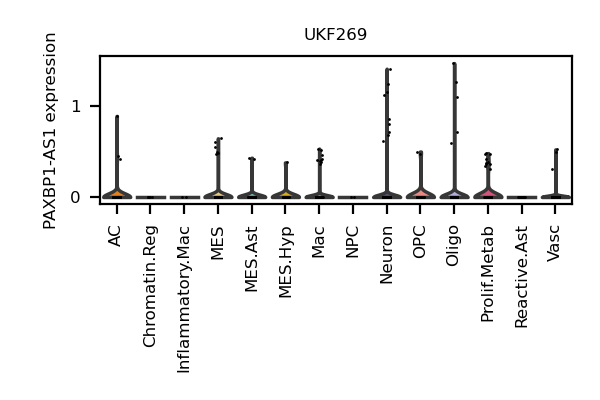 UKF269
PAXBP1-AS1 expression
1
0
AC
Chromatin.Reg
Inflammatory.Mac
MES
MES.Ast
MES.Hyp
Mac
NPC
Neuron
OPC
Oligo
Prolif.Metab
Reactive.Ast
Vasc